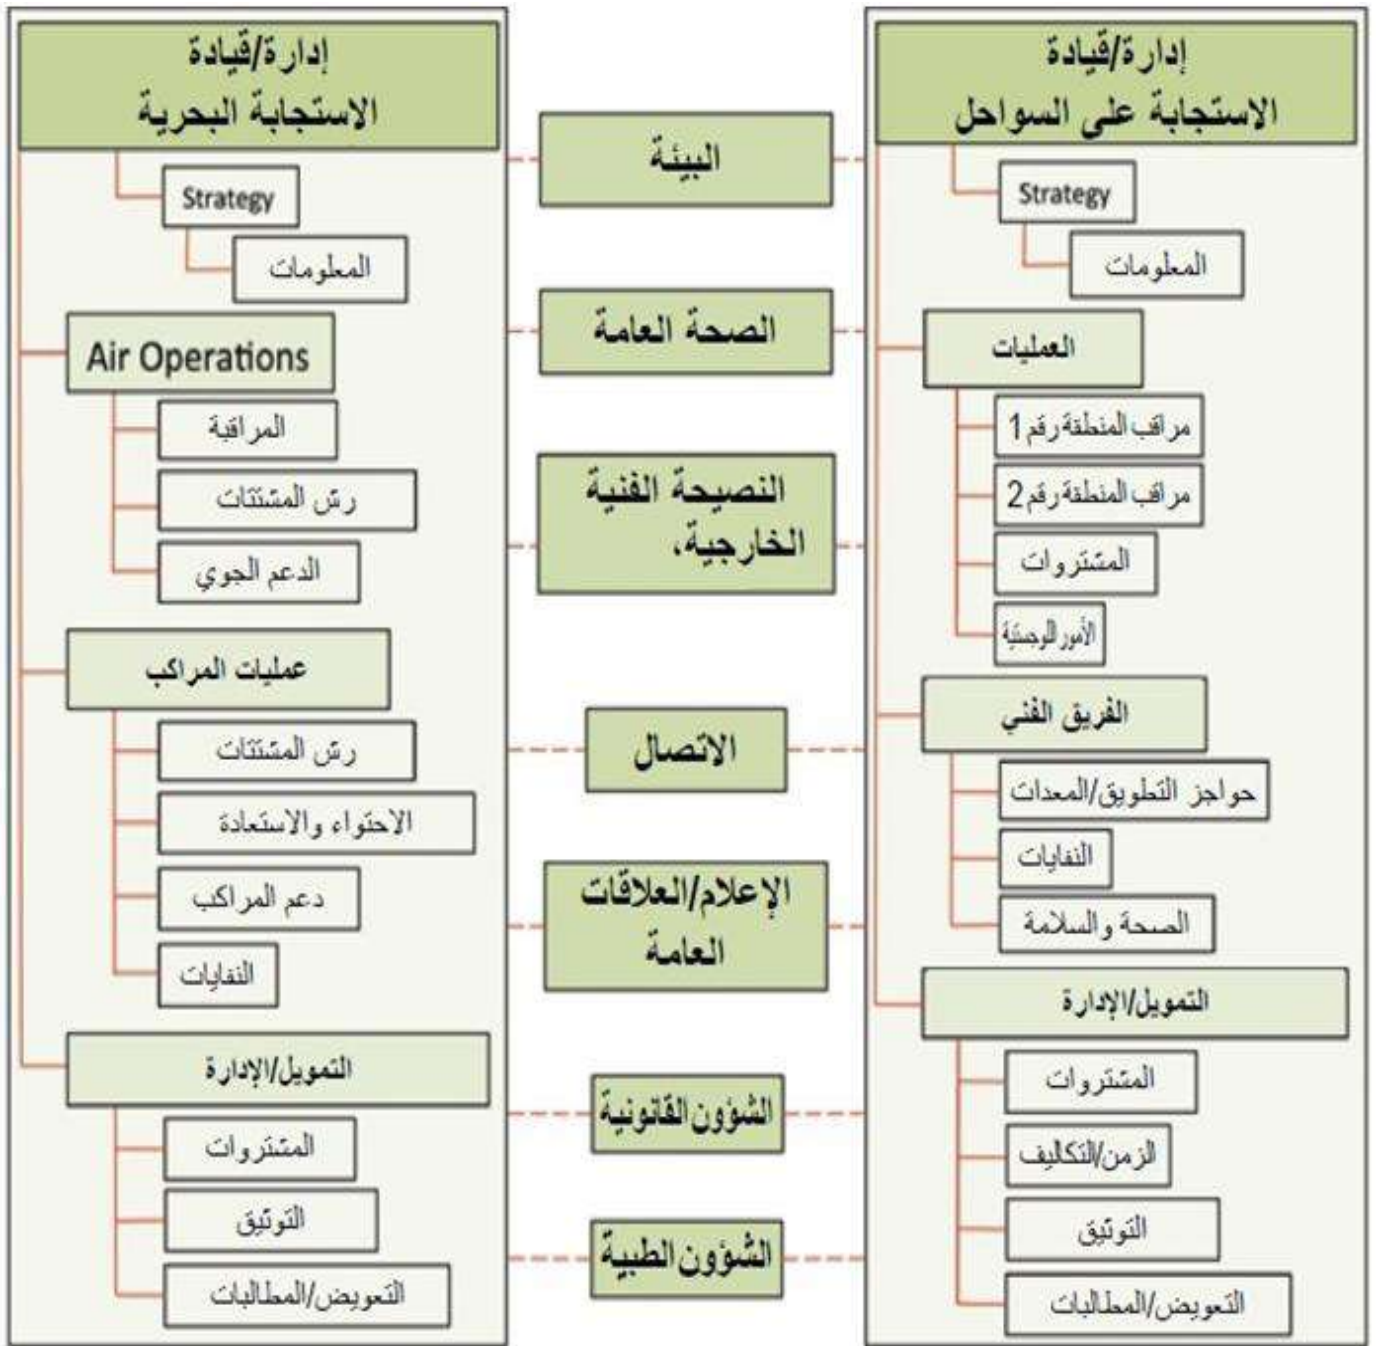 إدارة/قيادة
الاستجابة على السواحل
Strategy
المعلومات
العمليات
مراقب المنطقة رقم 1
مراقب المنطقة رقم 2
المشتروات
الأمور اللوجستية
الفريق الفني
حواجز التطويق/المعدات
النفايات
الصحة والسلامة
التمويل/الإدارة
المشتروات
الزمن/التكاليف
التوثيق
التعويض/المطالبات
البيئة
الصحة العامة
النصيحة الفنية
الخارجية،
الاتصال
الإعلام/العلاقات
العامة
الشؤون القانونية
الشؤون الطبية
إدارة/قيادة
الاستجابة البحرية
Strategy
المعلومات
Air Operations
المراقبة
رش المشتتات
الدعم الجوي
عمليات المراكب
رش المشتتات
الاحتواء والاستعادة
دعم المراكب
النفايات
التمويل/الإدارة
المشتروات
التوثيق
التعويض/المطالبات